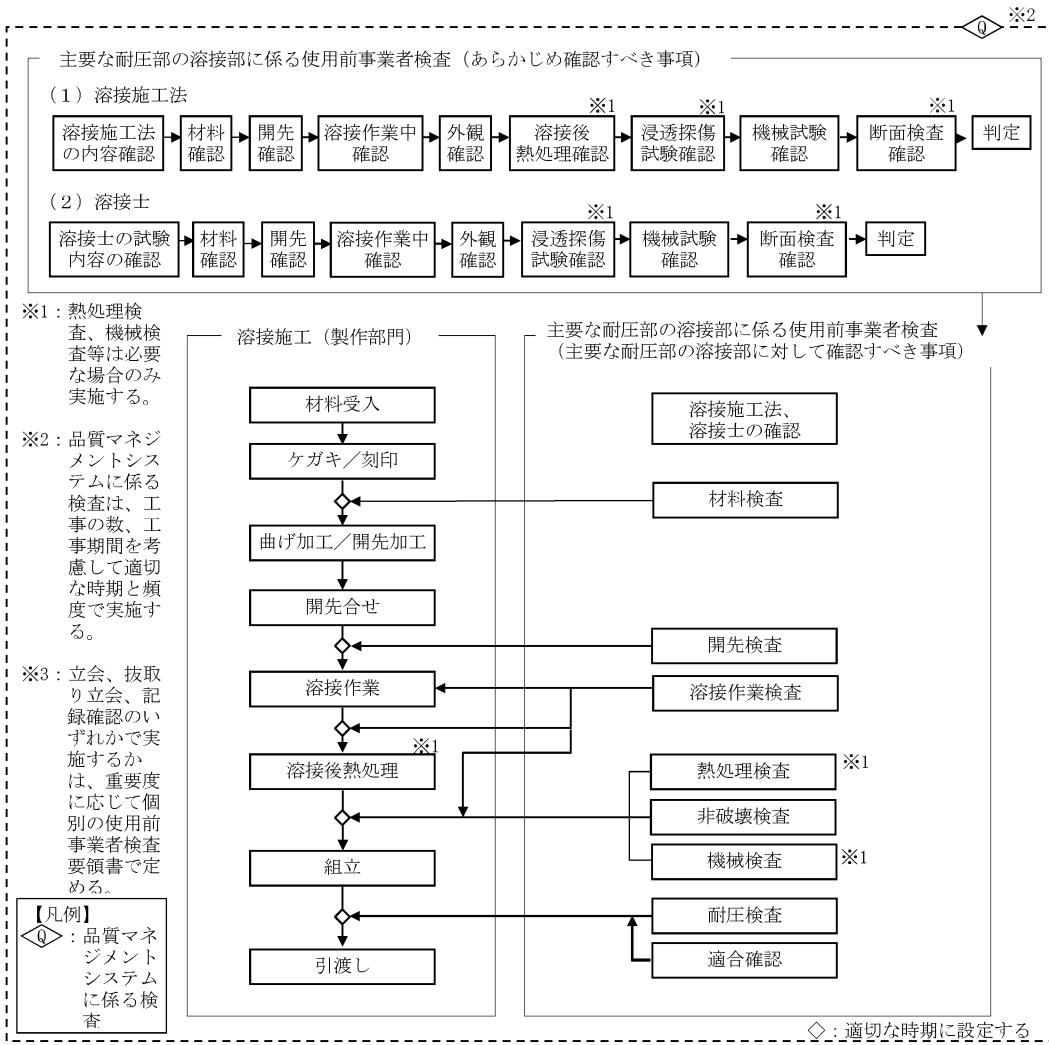 Q ※2
主要な耐圧部の溶接部に係る使用前事業者検査（あらかじめ確認すべき事項）
（１）溶接施工法
※1 ※1 ※1
溶接施工法
の内容確認
材料
確認
開先
確認
溶接作業中
確認
外観
確認
溶接後
熱処理確認
浸透探傷
試験確認
機械試験
確認
断面検査
確認
判定
（２）溶接士
※1 ※1
溶接士の試験
内容の確認
材料
確認
開先
確認
溶接作業中
確認
外観
確認
浸透探傷
試験確認
機械試験
確認
断面検査
確認
判定
※1：熱処理検
査、機械検
査等は必要
な場合のみ
実施する。
※2：品質マネジ
メントシス
テムに係る
検査は、工
事の数、工
事期間を考
慮して適切
な時期と頻
度で実施す
る。
※3：立会、抜取
り立会、記
録確認のい
ずれかで実
施するか
は、重要度
に応じて個
別の使用前
事業者検査
要領書で定
める。
【凡例】
Q：品質マネ
ジメント
システム
に係る検
査
溶接施工（製作部門）
材料受入
ケガキ／刻印
曲げ加工／開先加工
開先合せ
溶接作業
※1
溶接後熱処理
組立
引渡し
主要な耐圧部の溶接部に係る使用前事業者検査
（主要な耐圧部の溶接部に対して確認すべき事項）
溶接施工法、
溶接士の確認
材料検査
開先検査
溶接作業検査
熱処理検査 ※1
非破壊検査
機械検査 ※1
耐圧検査
適合確認
◇：適切な時期に設定する